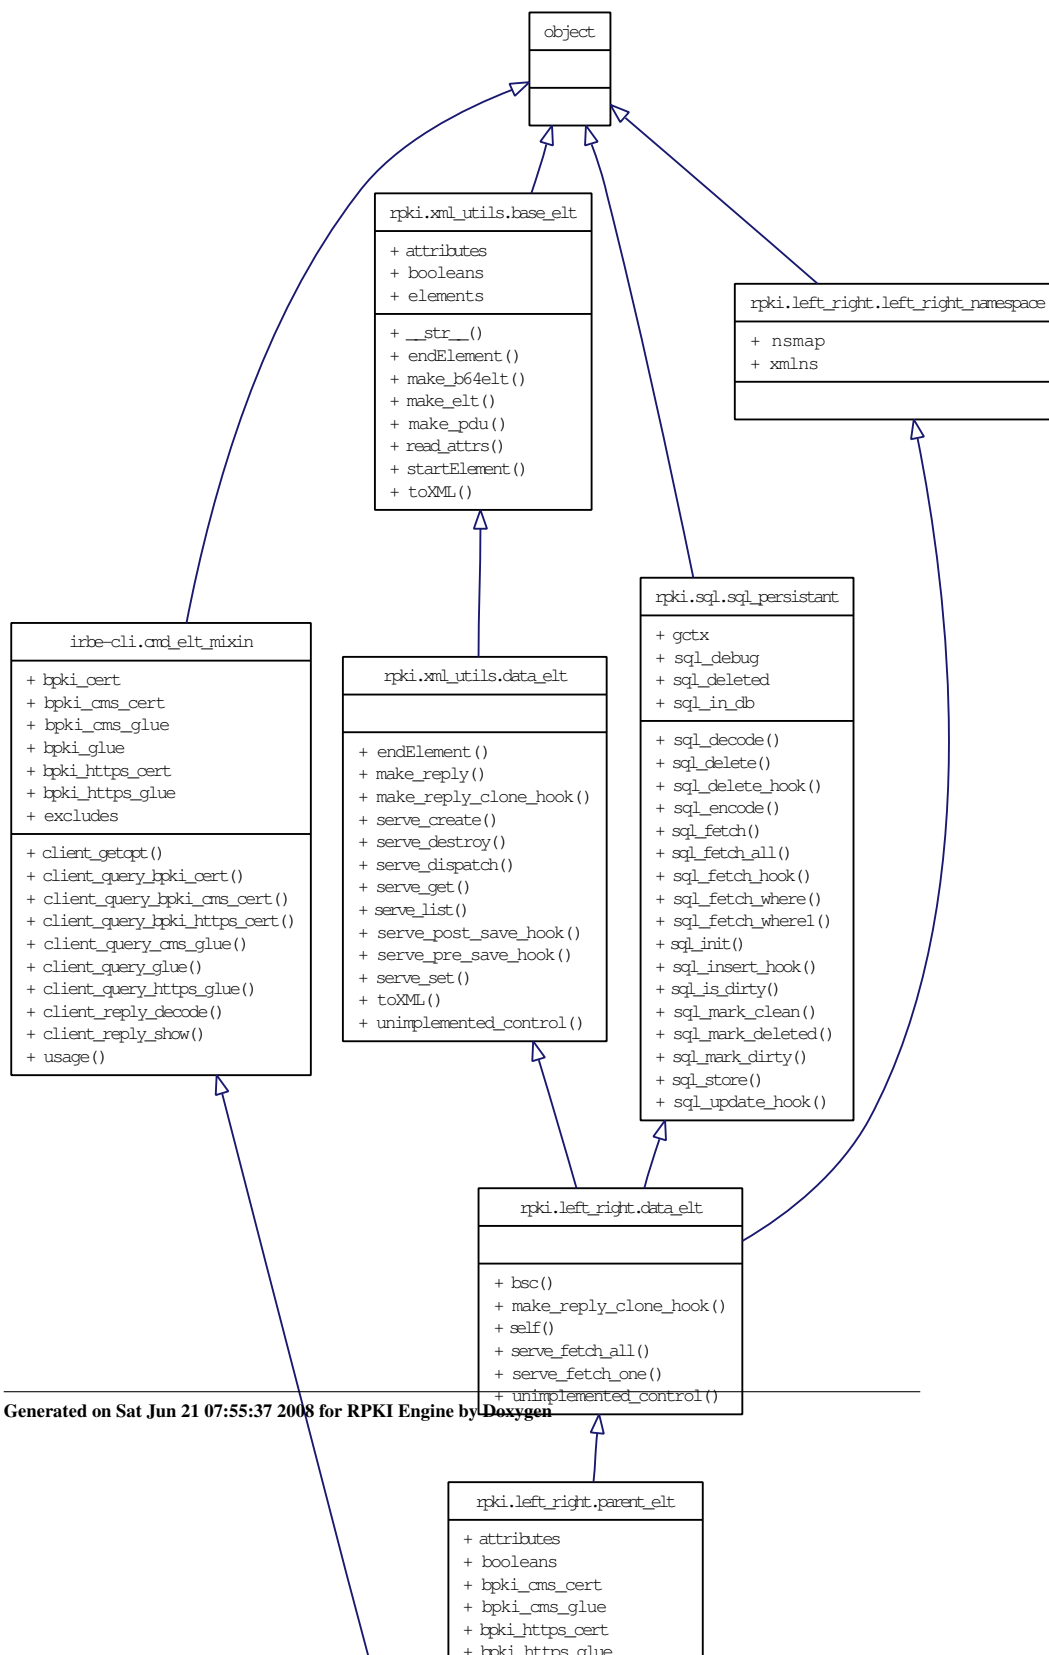 object
rpki.xml_utils.base_elt
+ attributes
+ booleans
+ elements
+ __str__()
+ endElement()
+ make_b64elt()
+ make_elt()
+ make_pdu()
+ read_attrs()
+ startElement()
+ toXML()
rpki.left_right.left_right_namespace
+ nsmap
+ xmlns
rpki.sql.sql_persistant
+ gctx
+ sql_debug
+ sql_deleted
+ sql_in_db
+ sql_decode()
+ sql_delete()
+ sql_delete_hook()
+ sql_encode()
+ sql_fetch()
+ sql_fetch_all()
+ sql_fetch_hook()
+ sql_fetch_where()
+ sql_fetch_where1()
+ sql_init()
+ sql_insert_hook()
+ sql_is_dirty()
+ sql_mark_clean()
+ sql_mark_deleted()
+ sql_mark_dirty()
+ sql_store()
+ sql_update_hook()
irbe-cli.cmd_elt_mixin
+ bpki_cert
+ bpki_cms_cert
+ bpki_cms_glue
+ bpki_glue
+ bpki_https_cert
+ bpki_https_glue
+ excludes
+ client_getopt()
+ client_query_bpki_cert()
+ client_query_bpki_cms_cert()
+ client_query_bpki_https_cert()
+ client_query_cms_glue()
+ client_query_glue()
+ client_query_https_glue()
+ client_reply_decode()
+ client_reply_show()
+ usage()
rpki.xml_utils.data_elt
+ endElement()
+ make_reply()
+ make_reply_clone_hook()
+ serve_create()
+ serve_destroy()
+ serve_dispatch()
+ serve_get()
+ serve_list()
+ serve_post_save_hook()
+ serve_pre_save_hook()
+ serve_set()
+ toXML()
+ unimplemented_control()
rpki.left_right.data_elt
+ bsc()
+ make_reply_clone_hook()
+ self()
+ serve_fetch_all()
+ serve_fetch_one()
+ unimplemented_control()
Generated on Sat Jun 21 07:55:37 2008 for RPKI Engine by Doxygen
rpki.left_right.parent_elt
+ attributes
+ booleans
+ bpki_cms_cert
+ bpki_cms_glue
+ bpki_https_cert
+ bpki_https_glue